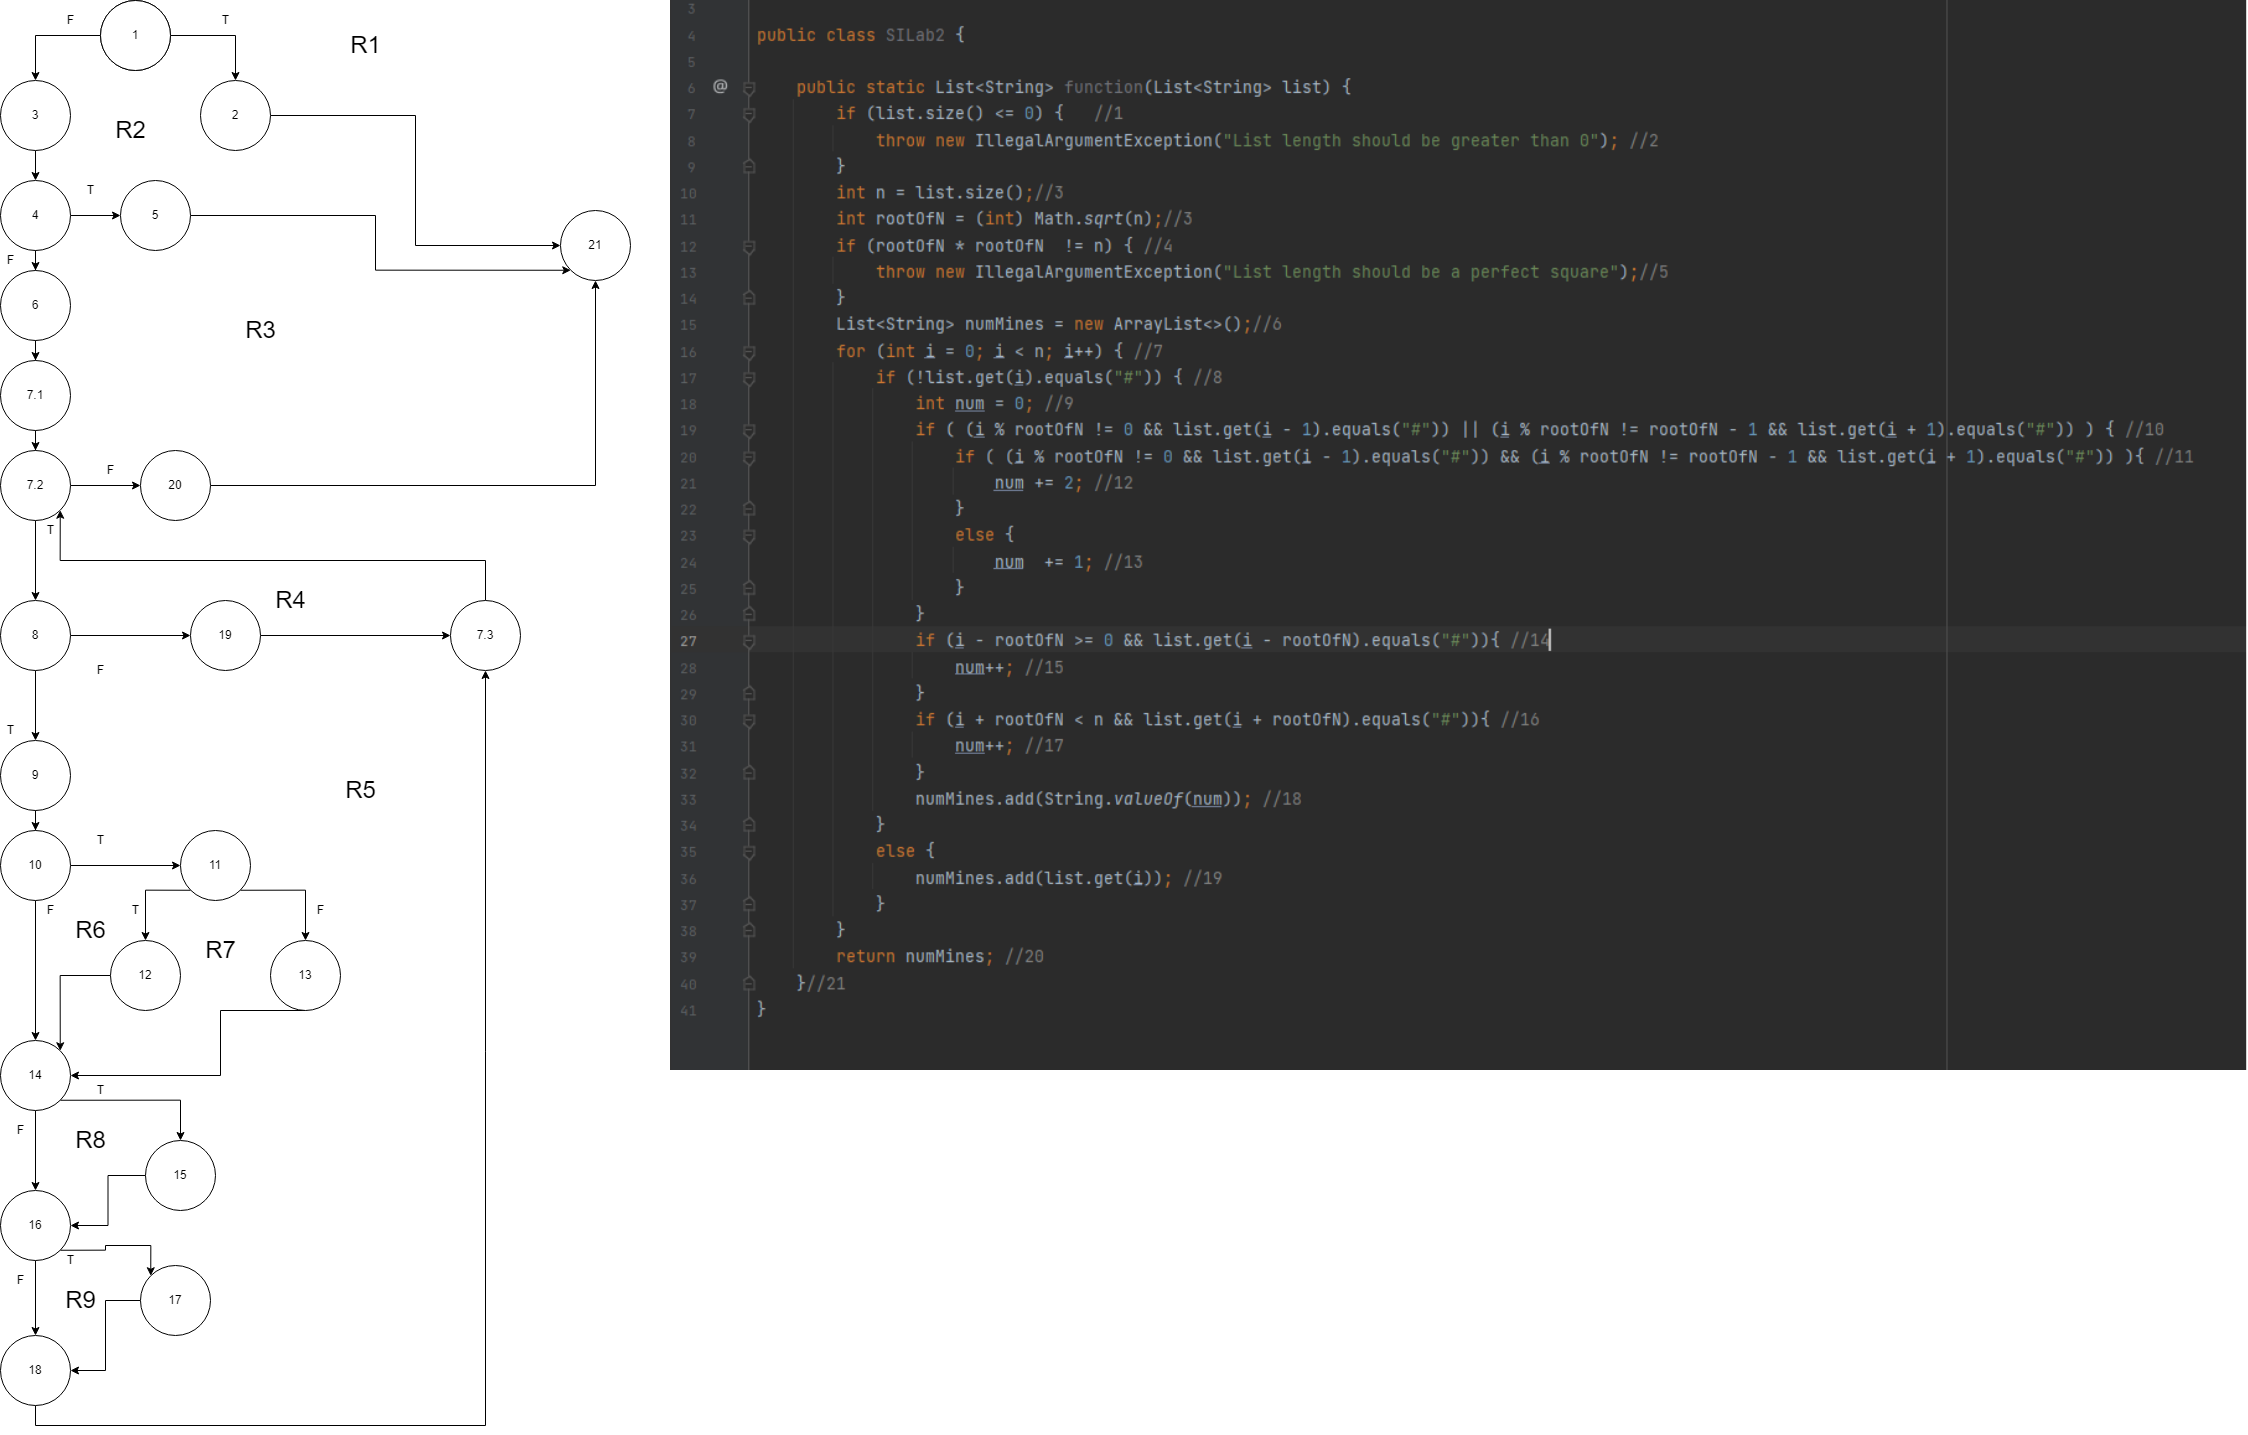 F
T
1
R1
3
2
R2
T
4
5
21
F
6
R3
7.1
F
7.2
20
T
R4
8
19
7.3
F
T
9
R5
T
10
11
F
T
F
R6
R7
12
13
14
T
F
R8
15
16
T
F
R9
17
18
3
4 public class SILab2 {
5
6 @ public static List<String> function(List<String> list) {
7 if (list.size() <= 0) { //1
8 throw new IllegalArgumentException("List length should be greater than 0"); //2
9 }
10 int n = list.size();//3
11 int rootOfN = (int) Math.sqrt(n);//3
12 if (rootOfN * rootOfN != n) { //4
13 throw new IllegalArgumentException("List length should be a perfect square");//5
14 }
15 List<String> numMines = new ArrayList<>();//6
16 for (int i = 0; i < n; i++) { //7
17 if (!list.get(i).equals("#")) { //8
18 int num = 0; //9
19 if ( (i % rootOfN != 0 && list.get(i - 1).equals("#")) || (i % rootOfN != rootOfN - 1 && list.get(i + 1).equals("#")) ) { //10
20 if ( (i % rootOfN != 0 && list.get(i - 1).equals("#")) && (i % rootOfN != rootOfN - 1 && list.get(i + 1).equals("#")) ){ //11
21 num += 2; //12
22 }
23 else {
24 num += 1; //13
25 }
26 }
27 if (i - rootOfN >= 0 && list.get(i - rootOfN).equals("#")){ //14
28 num++; //15
29 }
30 if (i + rootOfN < n && list.get(i + rootOfN).equals("#")){ //16
31 num++; //17
32 }
33 numMines.add(String.valueOf(num)); //18
34 }
35 else {
36 numMines.add(list.get(i)); //19
37 }
38 }
39 return numMines; //20
40 }//21
41 }